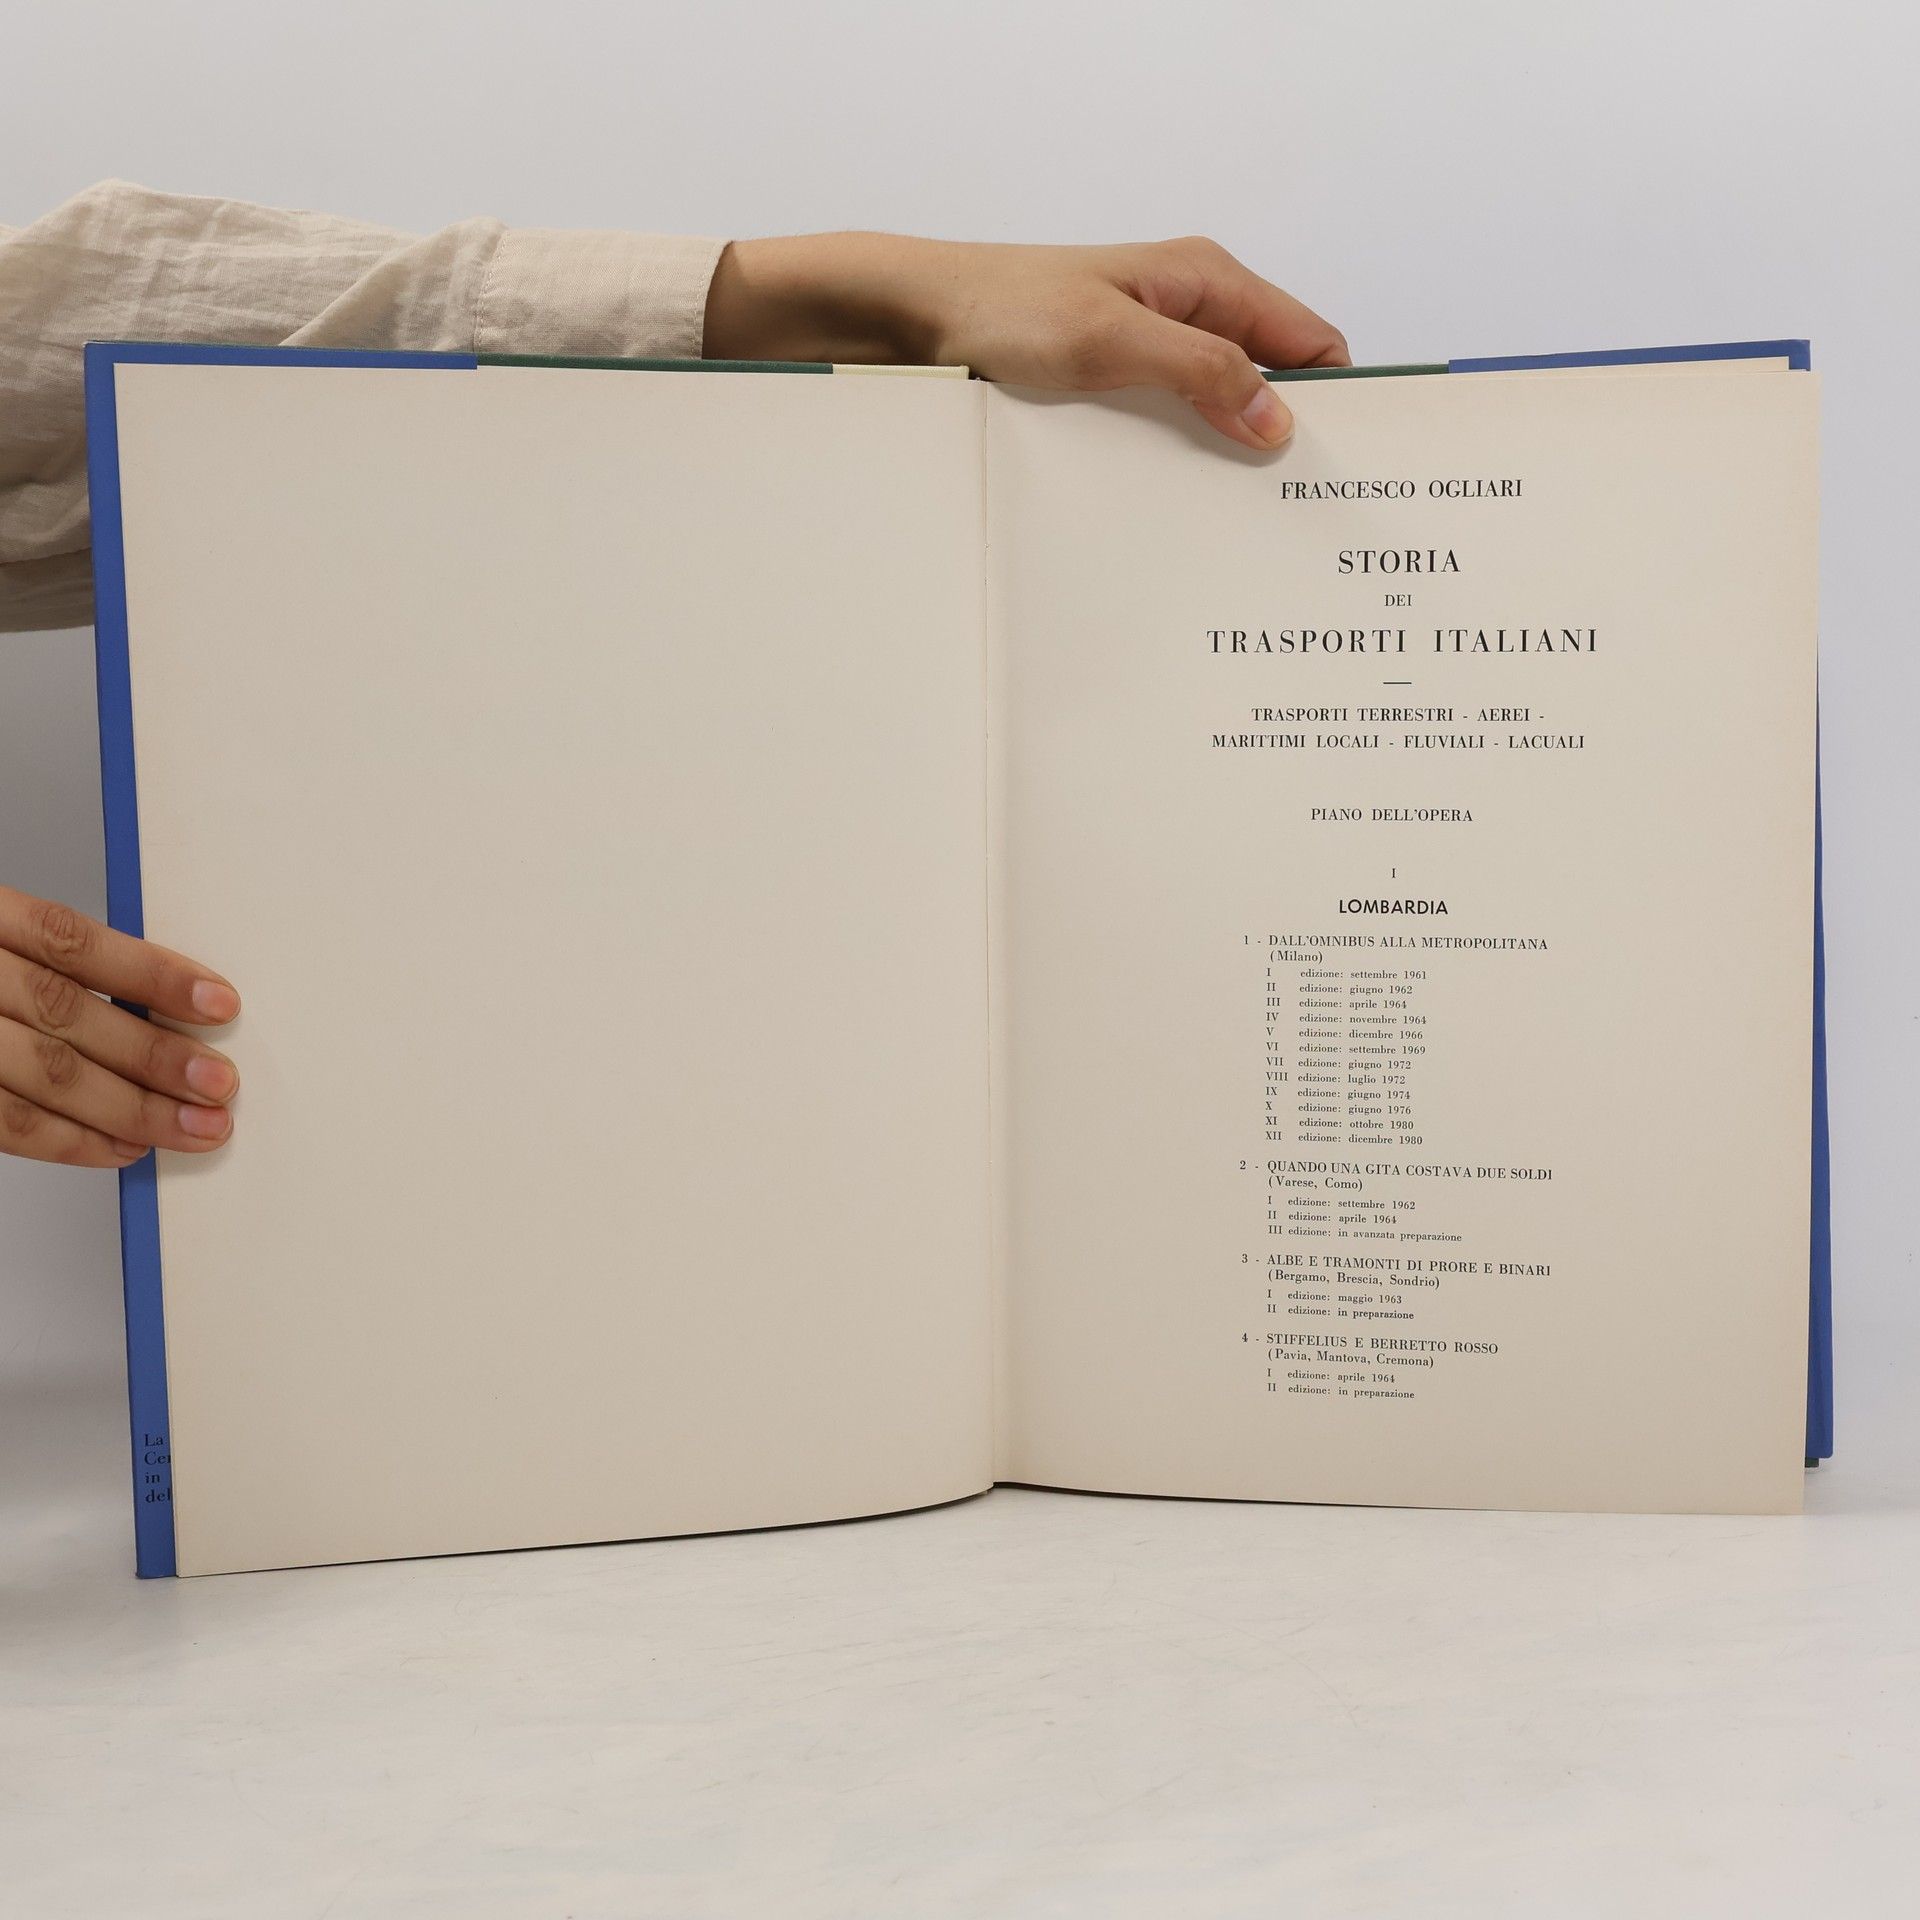 FRANCESCO OGLIARI
STORIA
DEI
TRASPORTI ITALIANI
TRASPORTI TERRESTRI - AEREI -
MARITTIMI LOCALI - FLUVIALI - LACUALI
PIANO DELL'OPERA
I
LOMBARDIA
1 - DALL'OMNIBUS ALLA METROPOLITANA
(Milano)
I edizione: settembre 1961
II edizione: giugno 1962
III edizione: aprile 1964
IV edizione: novembre 1964
V edizione: dicembre 1966
VI edizione: settembre 1969
VII edizione: giugno 1972
VIII edizione: luglio 1972
IX edizione: giugno 1974
X edizione: giugno 1976
XI edizione: ottobre 1980
XII edizione: dicembre 1980
2 - QUANDO UNA GITA COSTAVA DUE SOLDI
(Varese, Como)
I edizione: settembre 1962
II edizione: aprile 1964
III edizione: in avanzata preparazione
3 - ALBE E TRAMONTI DI PRORE E BINARI
(Bergamo, Brescia, Sondrio)
I edizione: maggio 1963
II edizione: in preparazione
4 - STIFFELIUS E BERRETTO ROSSO
(Pavia, Mantova, Cremona)
I edizione: aprile 1964
II edizione: in preparazione
La
in